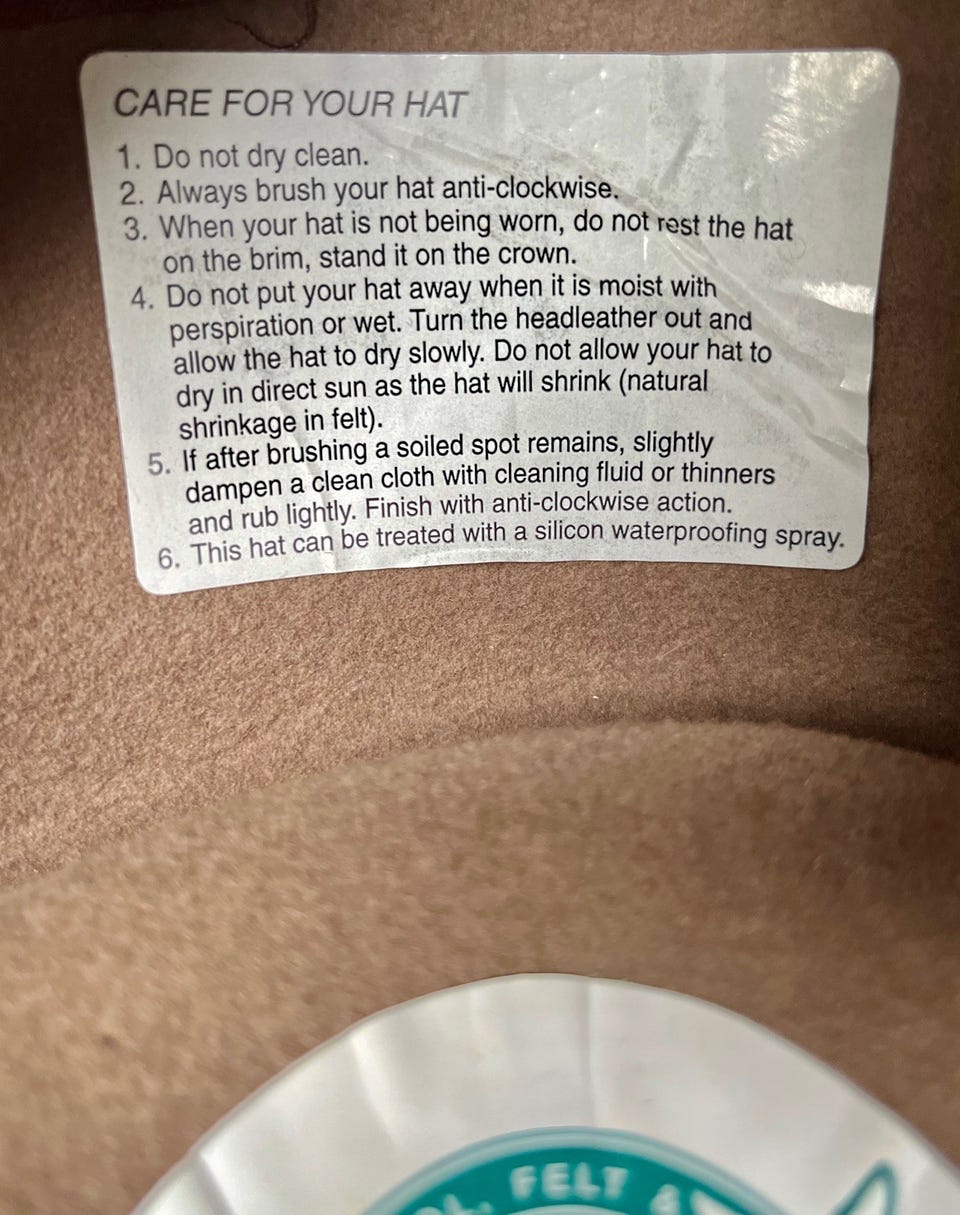 CARE FOR YOUR HAT
1. Do not dry clean.
2. Always brush your hat anti-clockwise.
3. When your hat is not being worn, do not rest the hat
on the brim, stand it on the crown.
4. Do not put your hat away when it is moist with
perspiration or wet. Turn the headleather out and
allow the hat to dry slowly. Do not allow your hat to
dry in direct sun as the hat will shrink (natural
shrinkage in felt).
5. If after brushing a soiled spot remains, slightly
dampen a clean cloth with cleaning fluid or thinners
and rub lightly. Finish with anti-clockwise action.
6. This hat can be treated with a silicon waterproofing spray.
FELT &